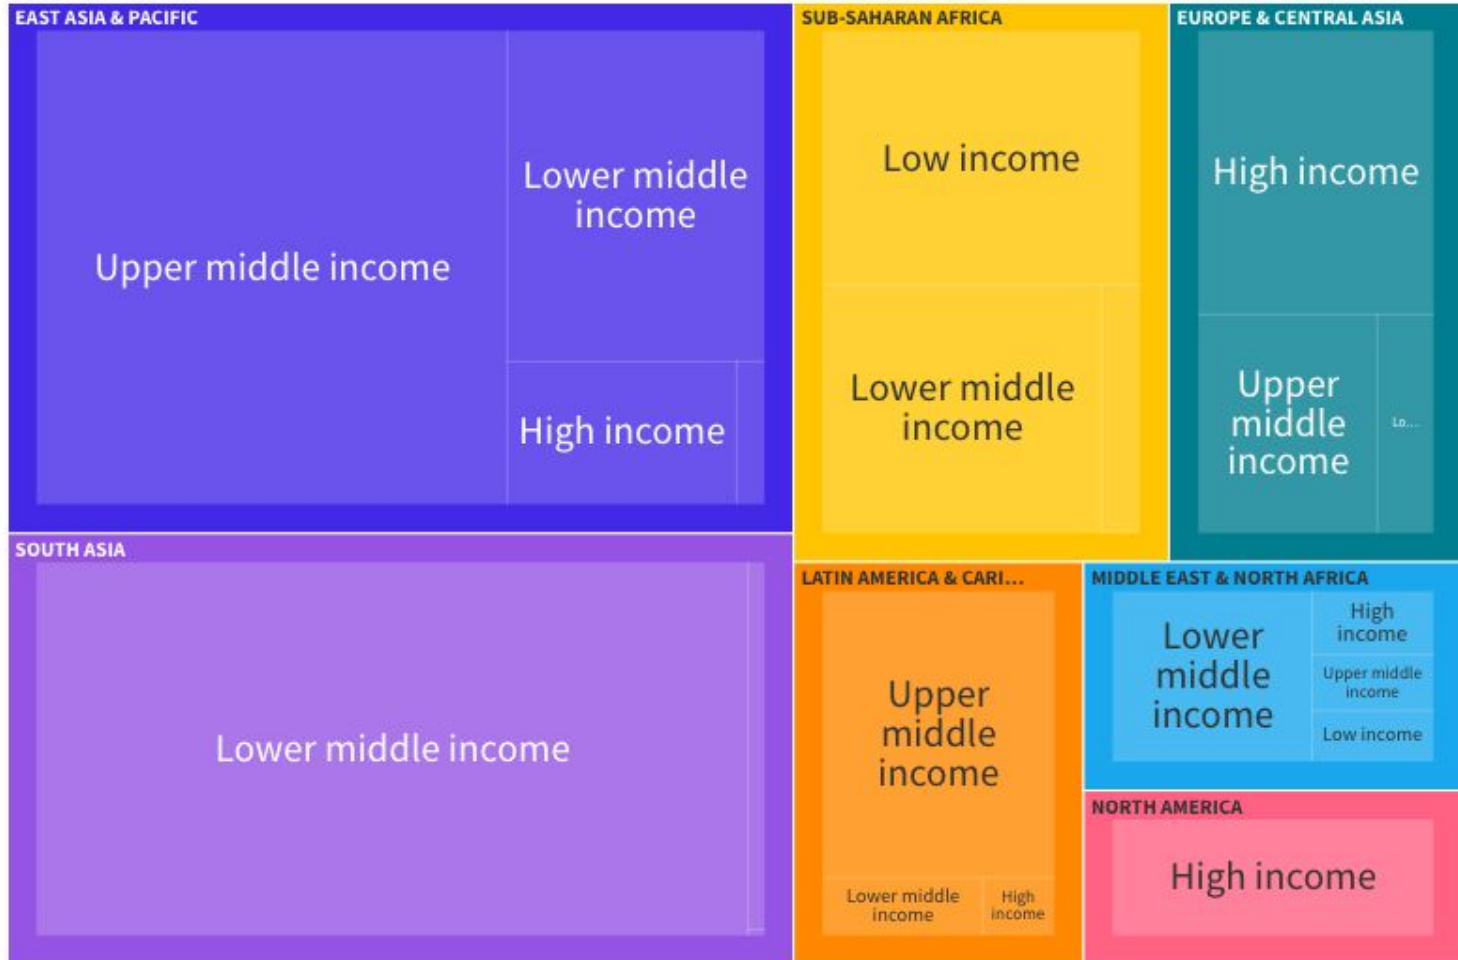 EAST ASIA & PACIFIC
Upper middle income
Lower middle
income
High income
SOUTH ASIA
Lower middle income
SUB-SAHARAN AFRICA
Low income
Lower middle
income
EUROPE & CENTRAL ASIA
High income
Upper
middle
income
Lo...
LATIN AMERICA & CARI...
Upper
middle
income
Lower middle
income
High
income
MIDDLE EAST & NORTH AFRICA
Lower
middle
income
High
income
Upper middle
income
Low income
NORTH AMERICA
High income